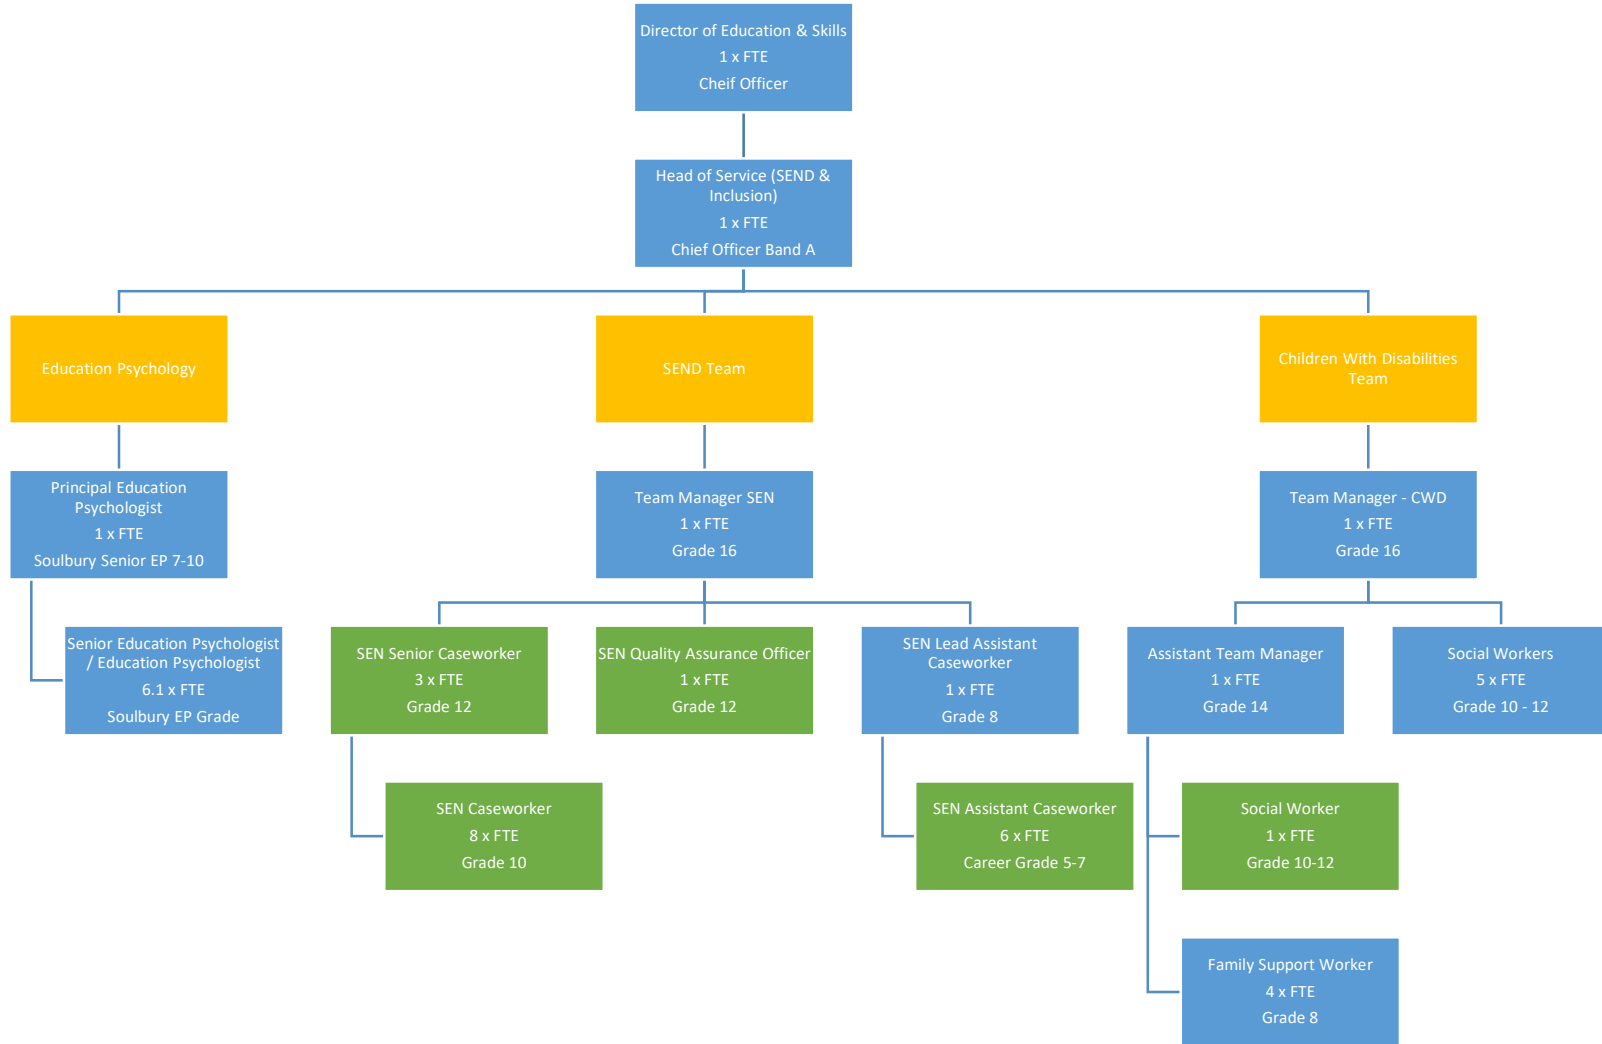 Director of Education & Skills
1 x FTE
Cheif Officer
Head of Service (SEND &
Inclusion)
1 x FTE
Chief Officer Band A
Education Psychology
SEND Team
Children With Disabilities
Team
Principal Education
Psychologist
1 x FTE
Soulbury Senior EP 7-10
Team Manager SEN
1 x FTE
Grade 16
Team Manager - CWD
1 x FTE
Grade 16
Senior Education Psychologist
/ Education Psychologist
6.1 x FTE
Soulbury EP Grade
SEN Senior Caseworker
3 x FTE
Grade 12
SEN Quality Assurance Officer
1 x FTE
Grade 12
SEN Lead Assistant
Caseworker
1 x FTE
Grade 8
Assistant Team Manager
1 x FTE
Grade 14
Social Workers
5 x FTE
Grade 10 - 12
SEN Caseworker
8 x FTE
Grade 10
SEN Assistant Caseworker
6 x FTE
Career Grade 5-7
Social Worker
1 x FTE
Grade 10-12
Family Support Worker
4 x FTE
Grade 8